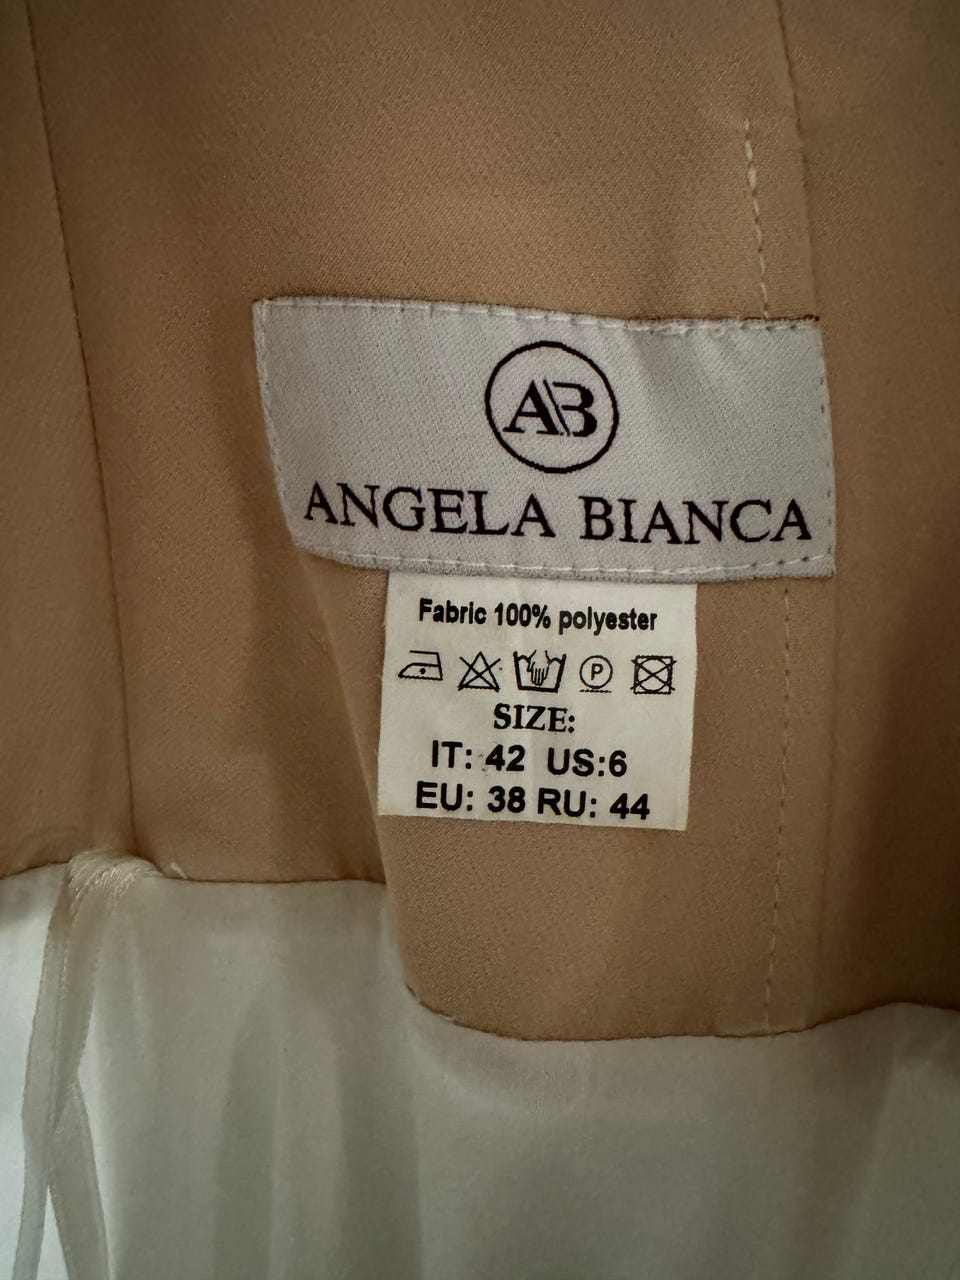 AB
ANGELA BIANCA
Fabric 100% polyester
P
SIZE:
IT: 42 US:6
EU: 38 RU: 44